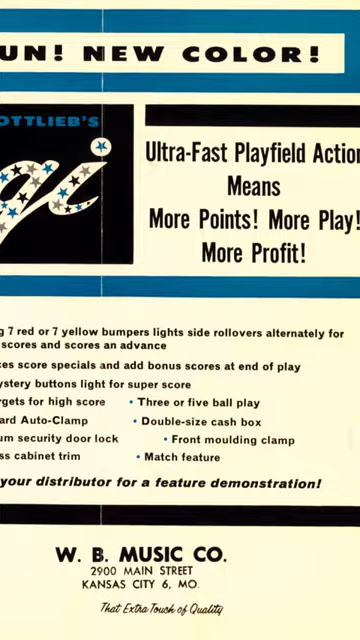 UN! NEW COLOR!
OTTLIEB'S
gi
Ultra-Fast Playfield Action
Means
More Points! More Play!
More Profit!
g 7 red or 7 yellow bumpers lights side rollovers alternately for
scores and scores an advance
ces score specials and add bonus scores at end of play
ystery buttons light for super score
rgets for high score • Three or five ball play
ard Auto-Clamp • Double-size cash box
um security door lock • Front moulding clamp
ss cabinet trim • Match feature
your distributor for a feature demonstration!
W. B. MUSIC CO.
2900 MAIN STREET
KANSAS CITY 6, MO.
That Extra Touch of Quality